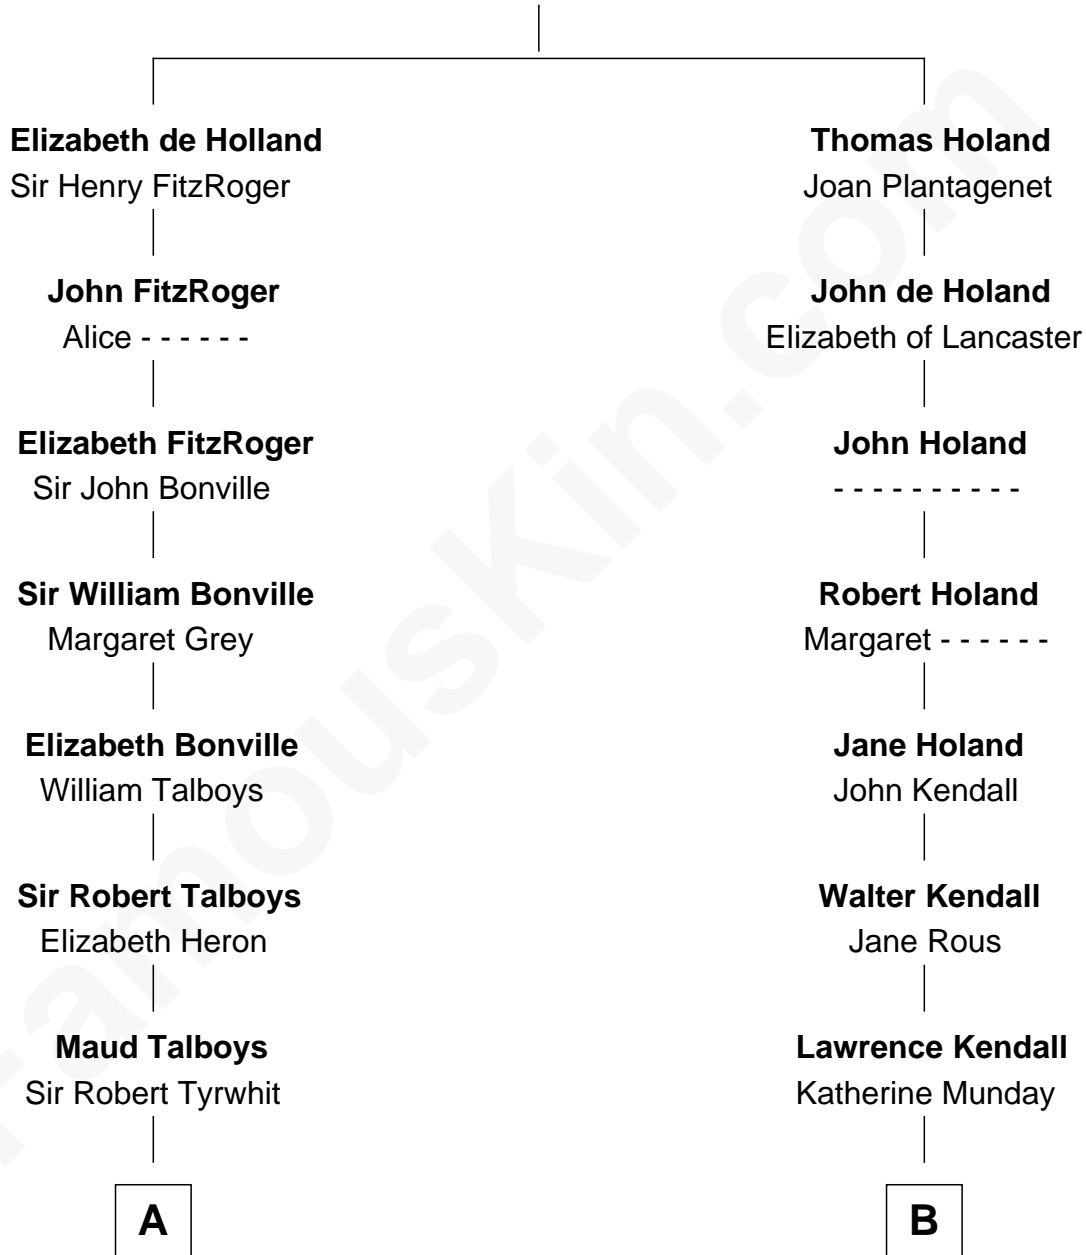 Elizabeth de Holland
Sir Henry FitzRoger
John FitzRoger
Alice - - - - - -
Elizabeth FitzRoger
Sir John Bonville
Sir William Bonville
Margaret Grey
Elizabeth Bonville
William Talboys
Sir Robert Talboys
Elizabeth Heron
Maud Talboys
Sir Robert Tyrwhit
A
Thomas Holand
Joan Plantagenet
John de Holand
Elizabeth of Lancaster
John Holand
- - - - - - - - - -
Robert Holand
Margaret - - - - - -
Jane Holand
John Kendall
Walter Kendall
Jane Rous
Lawrence Kendall
Katherine Munday
B
FamousKin.com